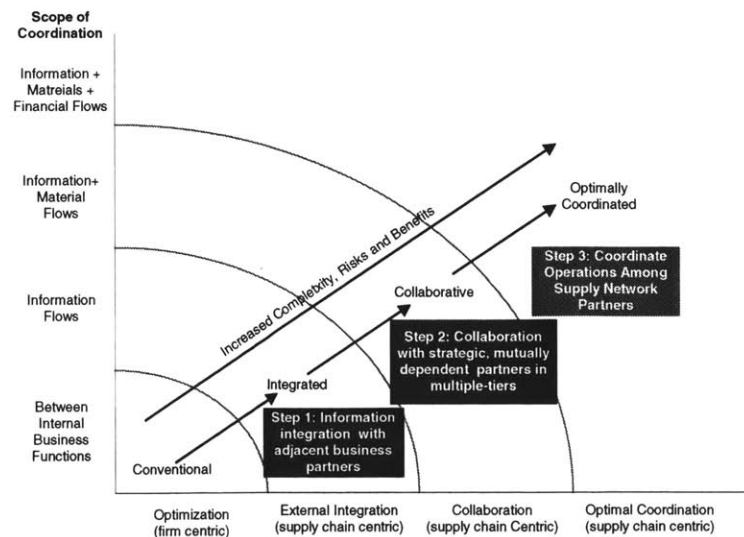 Scope of
Coordination
Information +
Matreials +
Financial Flows
Information+
Material
Flows
Information
Flows
Between
Internal
Business
Functions
Increased Completxity, Risks and Benefits
Optimally
Coordinated
Step 3: Coordinate
Operations Among
Supply Network
Partners
Collaborative
Step 2: Collaboration
with strategic, mutually
dependent partners in
multiple-tiers
Integrated
Step 1: Information
integration with
adjacent business
partners
Conventional
Optimization
(firm centric)
External Integration
(supply chain centric)
Collaboration
(supply chain Centric)
Optimal Coordination
(supply chain centric)